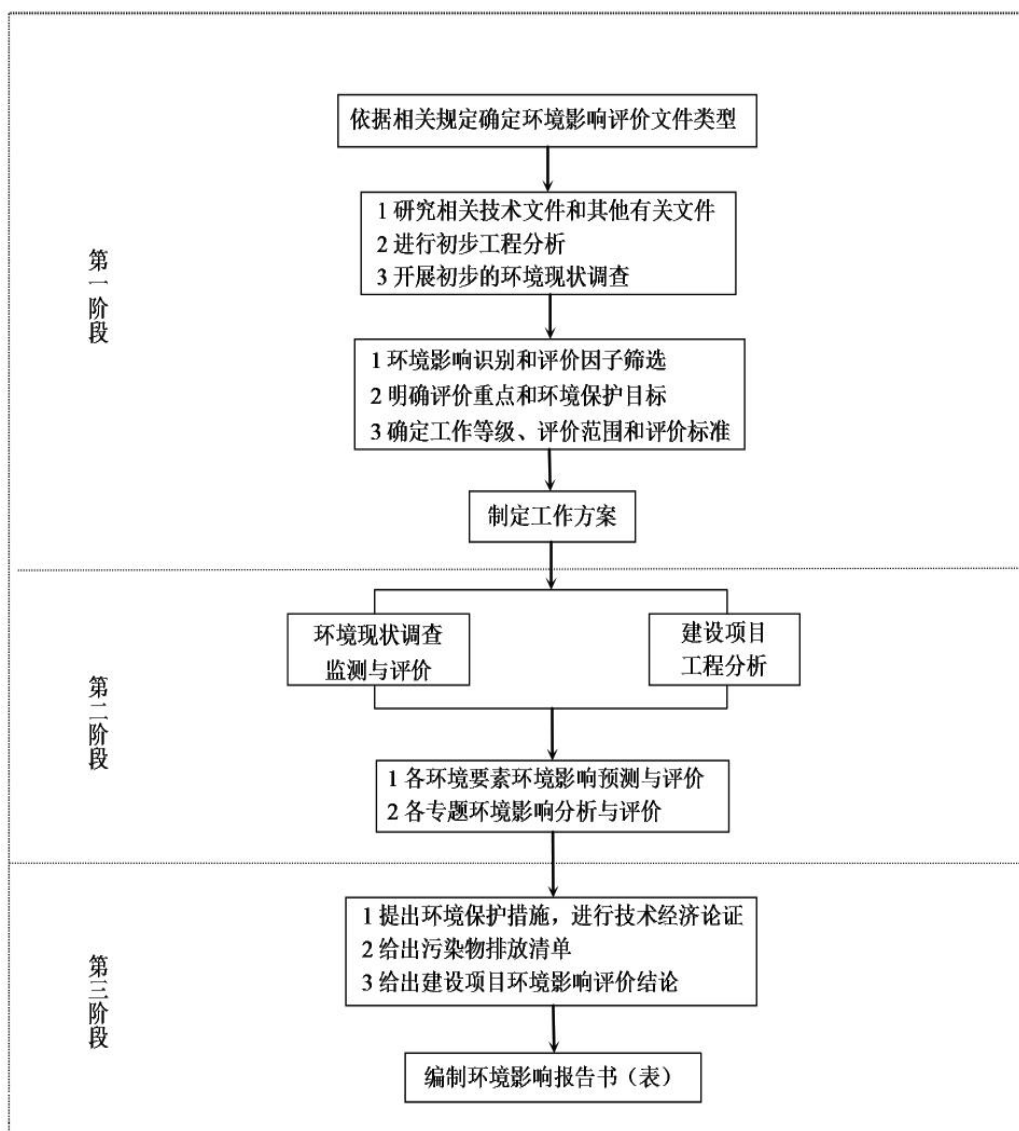 依据相关规定确定环境影响评价文件类型
1 研究相关技术文件和其他有关文件
2 进行初步工程分析
3 开展初步的环境现状调查
第一阶段
1 环境影响识别和评价因子筛选
2 明确评价重点和环境保护目标
3 确定工作等级、评价范围和评价标准
制定工作方案
环境现状调查
监测与评价
建设项目
工程分析
第二阶段
1 各环境要素环境影响预测与评价
2 各专题环境影响分析与评价
1 提出环境保护措施，进行技术经济论证
2 给出污染物排放清单
3 给出建设项目环境影响评价结论
第三阶段
编制环境影响报告书（表）